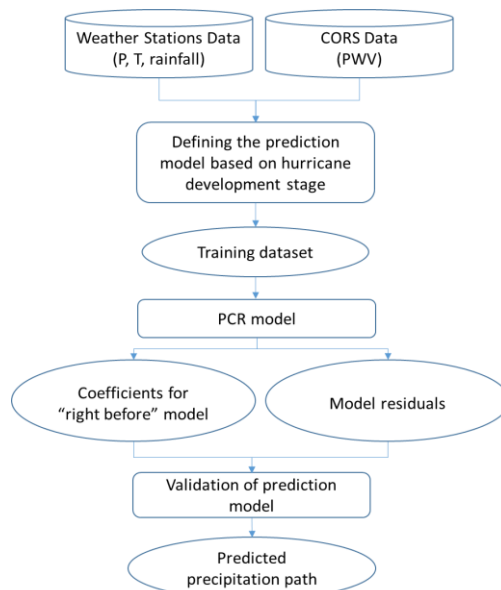 Weather Stations Data
(P, T, rainfall)
CORS Data
(PWV)
Defining the prediction
model based on hurricane
development stage
Training dataset
PCR model
Coefficients for
“right before” model
Model residuals
Validation of prediction
model
Predicted
precipitation path